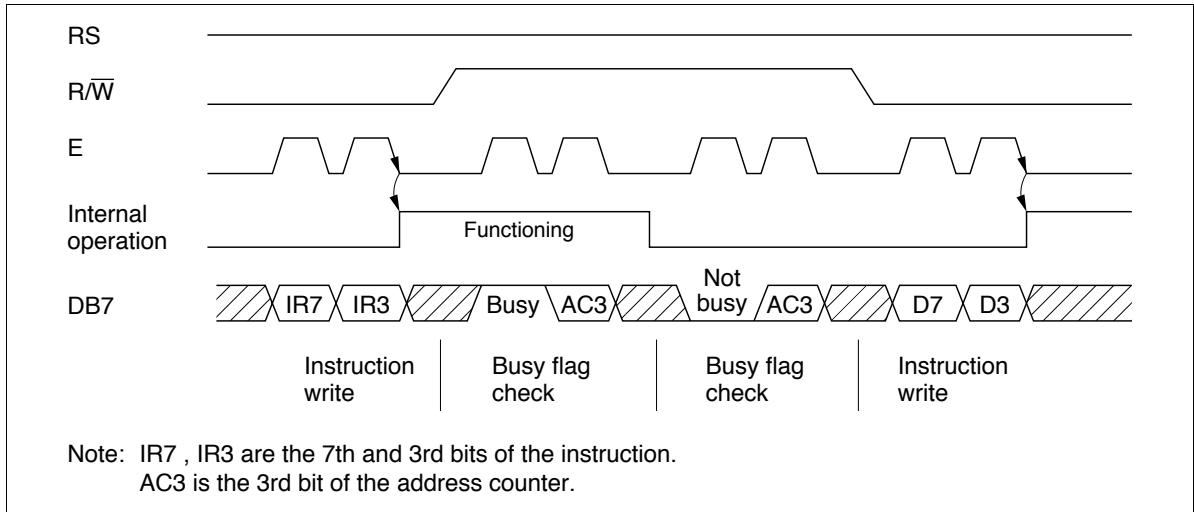 RS
R/W̅
E
Internal
operation
Functioning
DB7
IR7 IR3 Busy AC3 Not
busy AC3 D7 D3
Instruction
write
Busy flag
check
Busy flag
check
Instruction
write
Note: IR7 , IR3 are the 7th and 3rd bits of the instruction.
AC3 is the 3rd bit of the address counter.